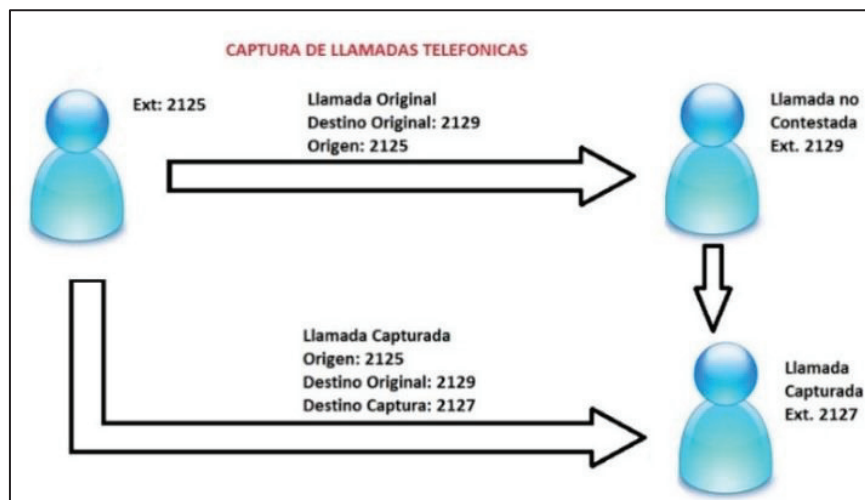 CAPTURA DE LLAMADAS TELEFONICAS
Ext: 2125
Llamada Original
Destino Original: 2129
Origen: 2125
Llamada no
Contestada
Ext. 2129
Llamada Capturada
Origen: 2125
Destino Original: 2129
Destino Captura: 2127
Llamada
Capturada
Ext. 2127